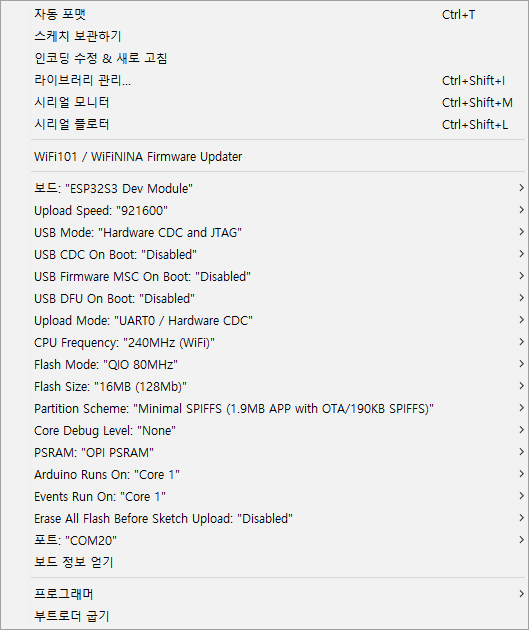 자동 포맷 Ctrl+T
스케치 보관하기
인코딩 수정 & 새로 고침
라이브러리 관리... Ctrl+Shift+I
시리얼 모니터 Ctrl+Shift+M
시리얼 플로터 Ctrl+Shift+L
WiFi101 / WiFiNINA Firmware Updater
보드: "ESP32S3 Dev Module"
Upload Speed: "921600"
USB Mode: "Hardware CDC and JTAG"
USB CDC On Boot: "Disabled"
USB Firmware MSC On Boot: "Disabled"
USB DFU On Boot: "Disabled"
Upload Mode: "UART0 / Hardware CDC"
CPU Frequency: "240MHz (WiFi)"
Flash Mode: "QIO 80MHz"
Flash Size: "16MB (128Mb)"
Partition Scheme: "Minimal SPIFFS (1.9MB APP with OTA/190KB SPIFFS)"
Core Debug Level: "None"
PSRAM: "OPI PSRAM"
Arduino Runs On: "Core 1"
Events Run On: "Core 1"
Erase All Flash Before Sketch Upload: "Disabled"
포트: "COM20"
보드 정보 얻기
프로그래머
부트로더 굽기